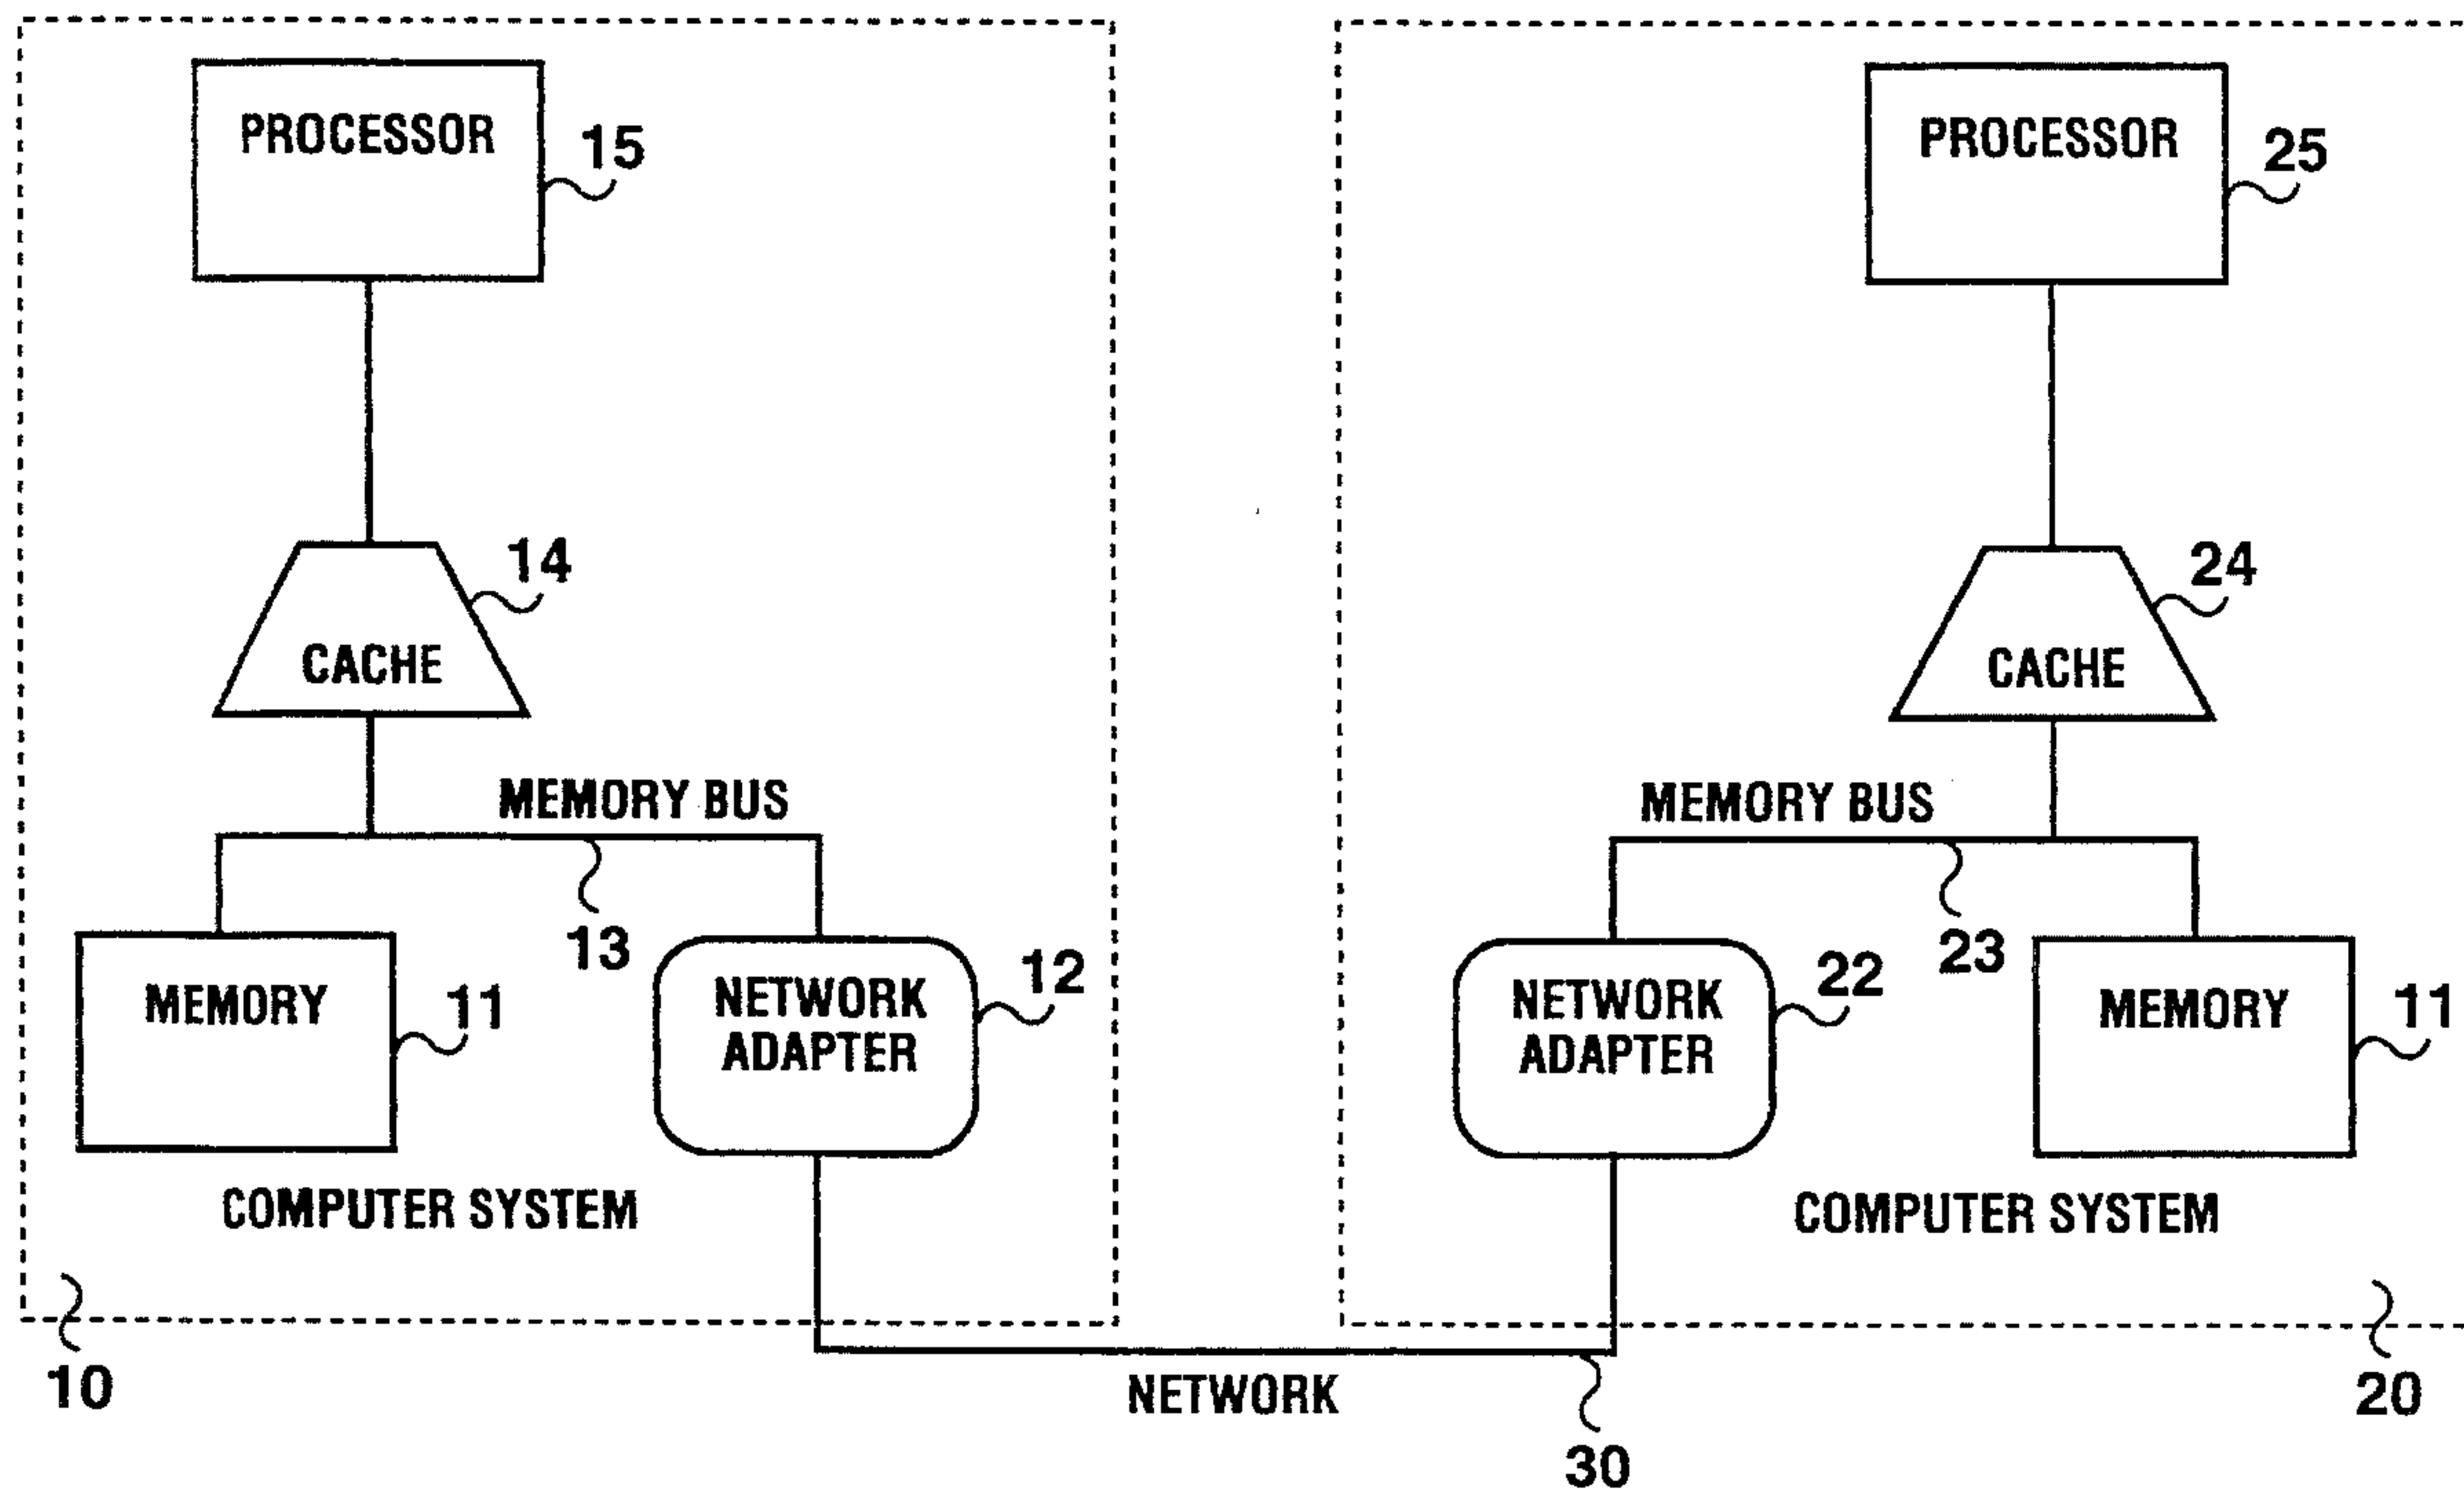 PROCESSOR
15
PROCESSOR
25
14
CACHE
24
CACHE
MEMORY BUS
13
MEMORY BUS
23
MEMORY
11
NETWORK
ADAPTER
12
NETWORK
ADAPTER
22
MEMORY
11
COMPUTER SYSTEM
COMPUTER SYSTEM
10
NETWORK
30
20